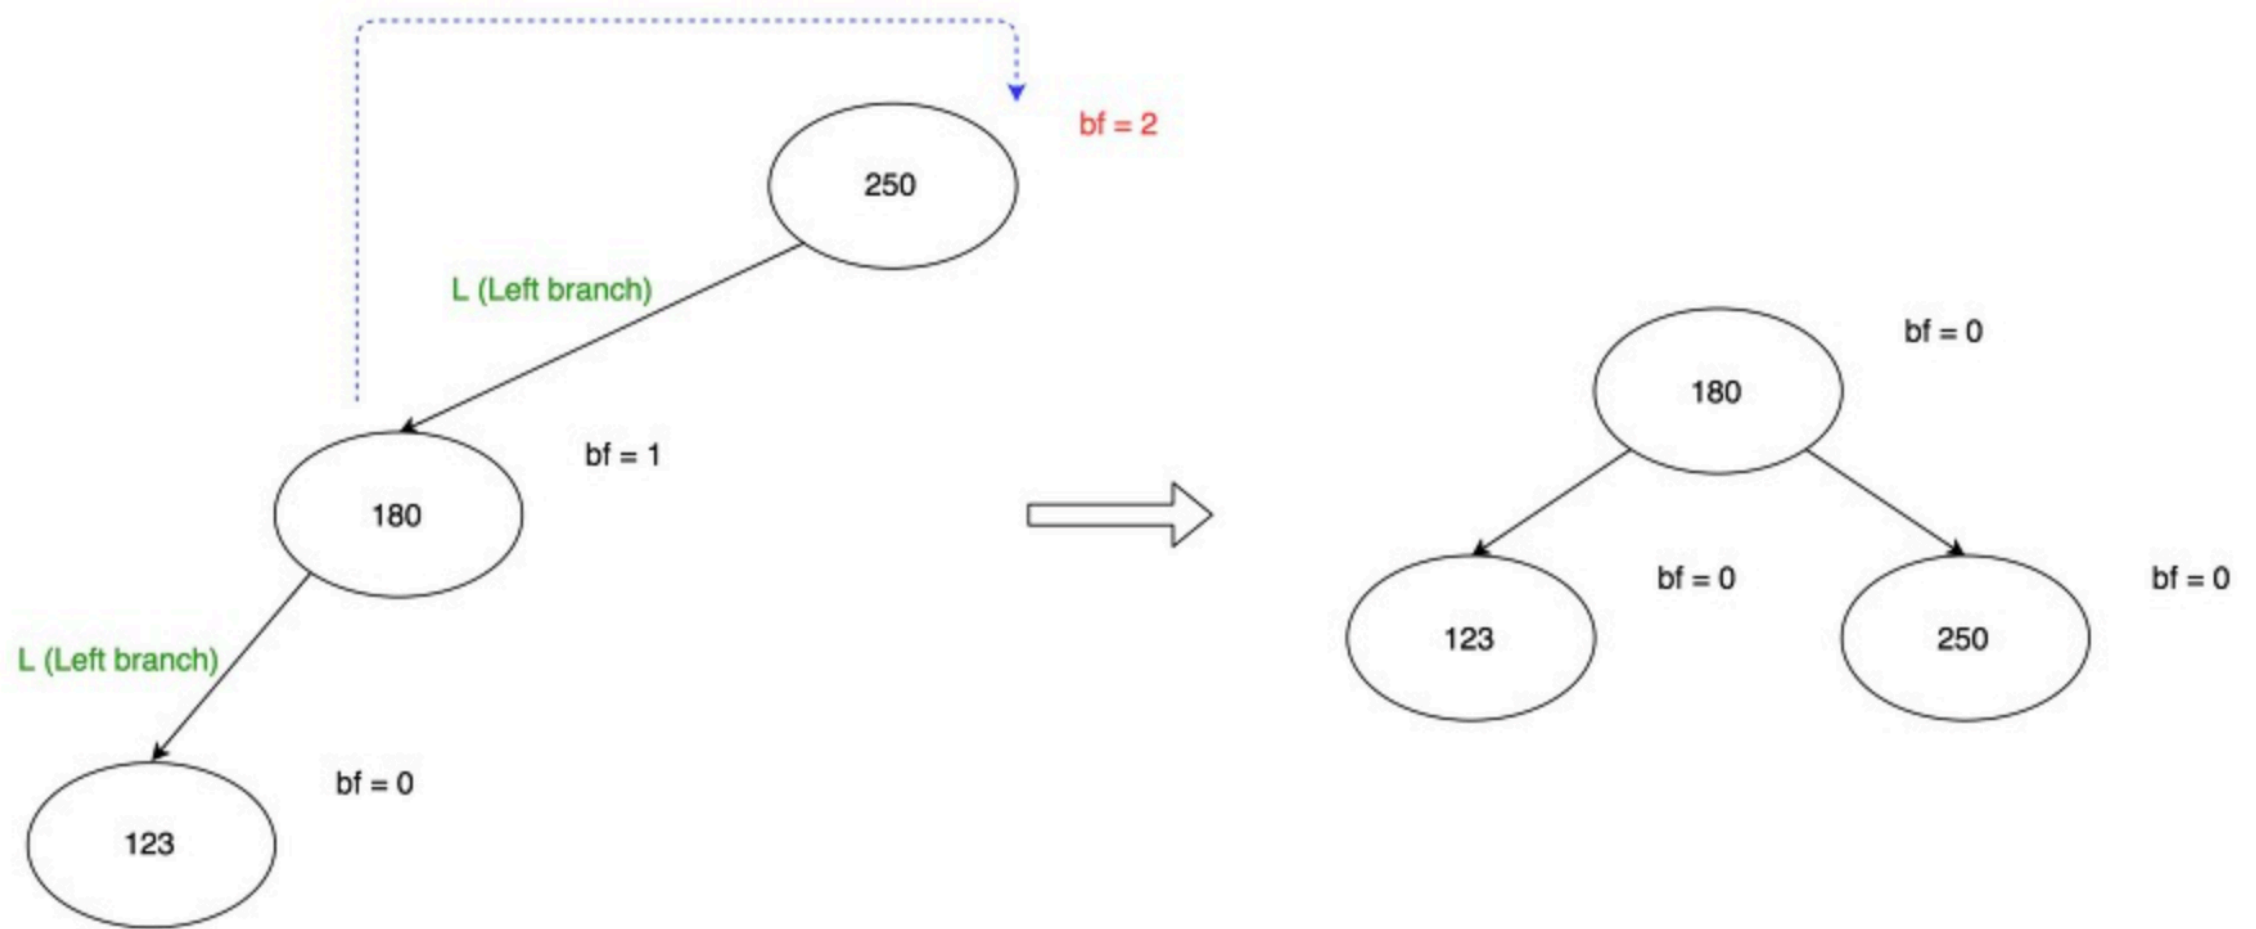 bf = 2
250
L (Left branch)
bf = 1
180
L (Left branch)
bf = 0
123
bf = 0
180
bf = 0
123
bf = 0
250